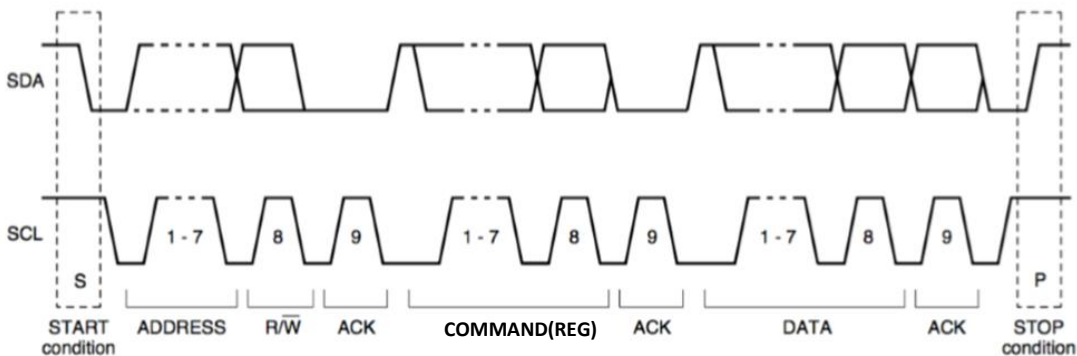 SDA
SCL
1 - 7 8 9 1 - 7 8 9 1 - 7 8 9
S P
START ADDRESS R/W̅ ACK COMMAND(REG) ACK DATA ACK STOP
condition condition